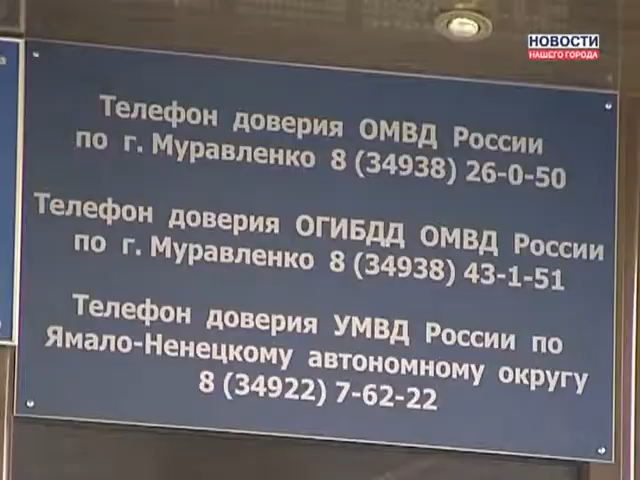 НОВОСТИ
НАШЕГО ГОРОДА
Телефон доверия ОМВД России
по г. Муравленко 8 (34938) 26-0-50
Телефон доверия ОГИБДД ОМВД России
по г. Муравленко 8 (34938) 43-1-51
Телефон доверия УМВД России по
Ямало-Ненецкому автономному округу
8 (34922) 7-62-22